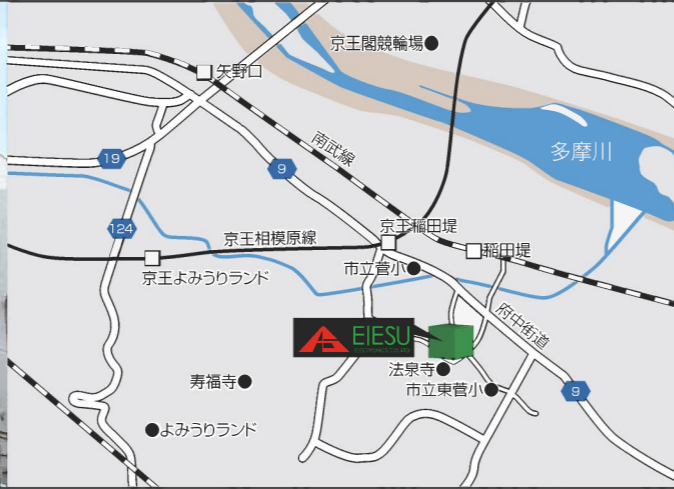 京王閣競輪場
矢野口
南武線
多摩川
19
9
124
京王相模原線
京王稲田堤
稲田堤
京王よみうりランド
市立菅小
府中街道
EIESU
法泉寺
寿福寺
市立東菅小
9
よみうりランド